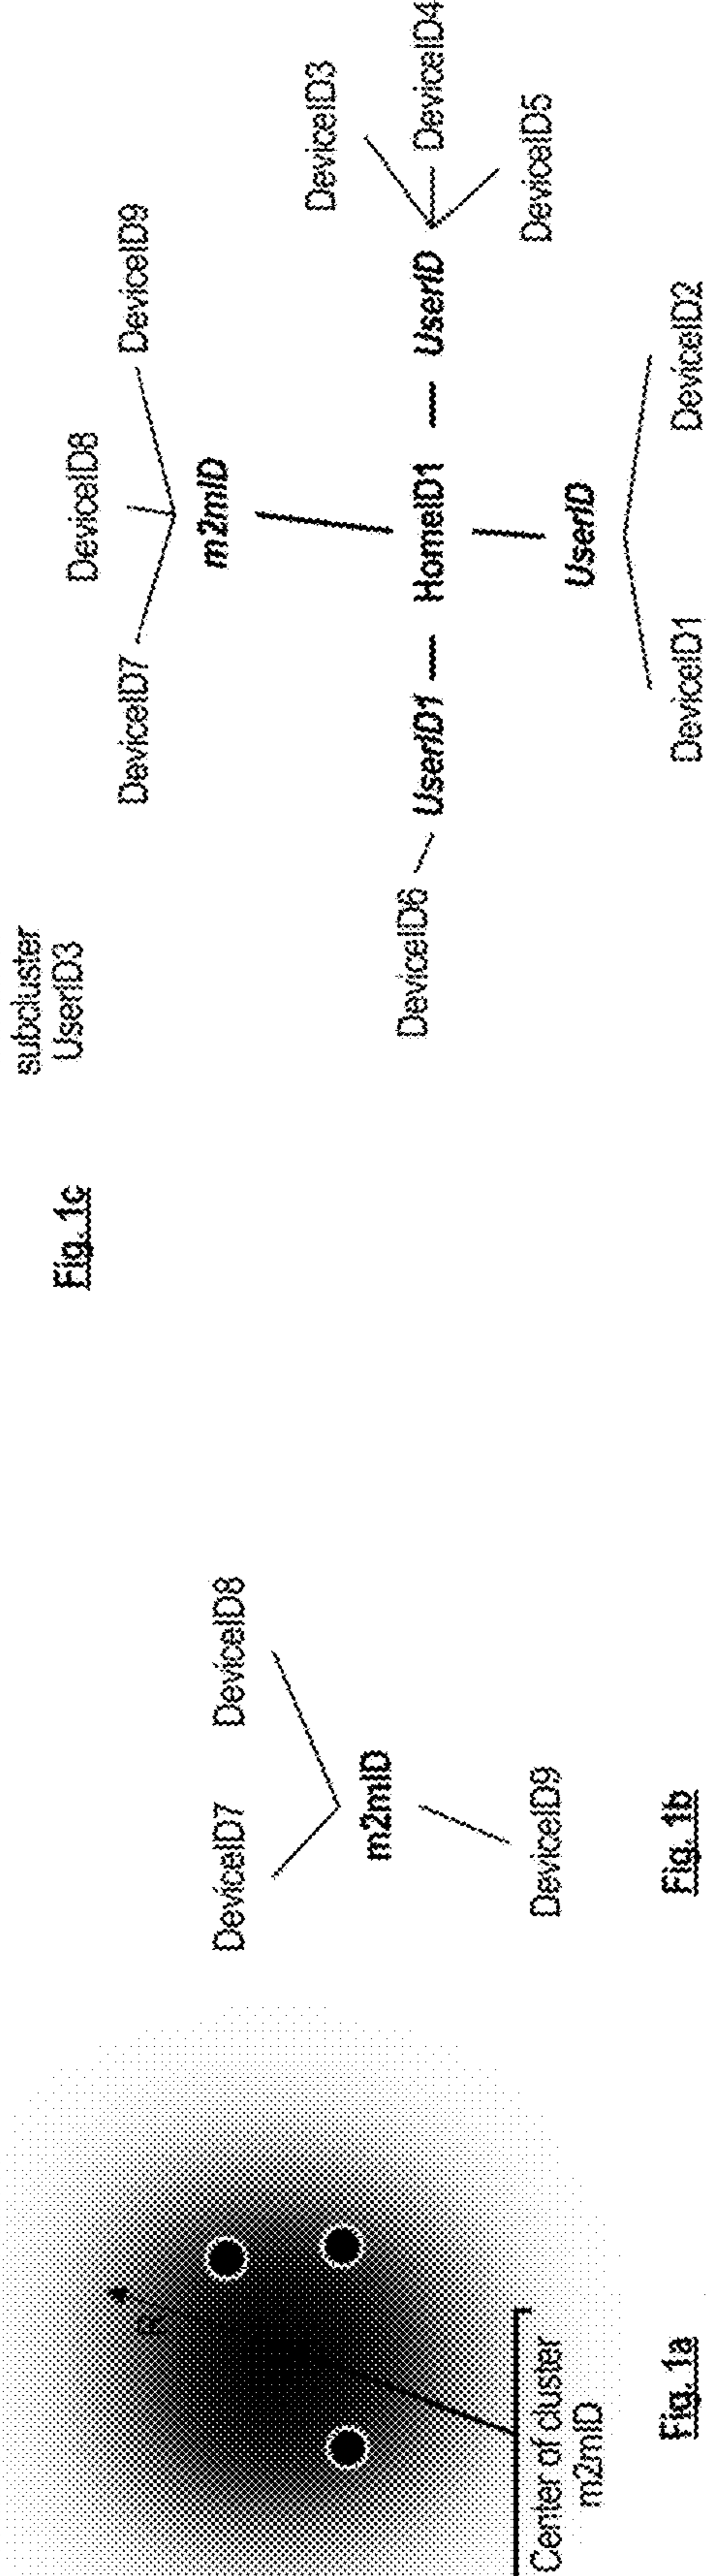 subcluster
UserID3
Fig. 1c
DeviceID8
DeviceID7
DeviceID9
m2mID
DeviceID3
DeviceID6
UserID1
HomeID1
UserID
DeviceID4
DeviceID5
UserID
DeviceID1
DeviceID2
R
Center of cluster
m2mID
Fig. 1a
DeviceID7
DeviceID8
m2mID
DeviceID9
Fig. 1b